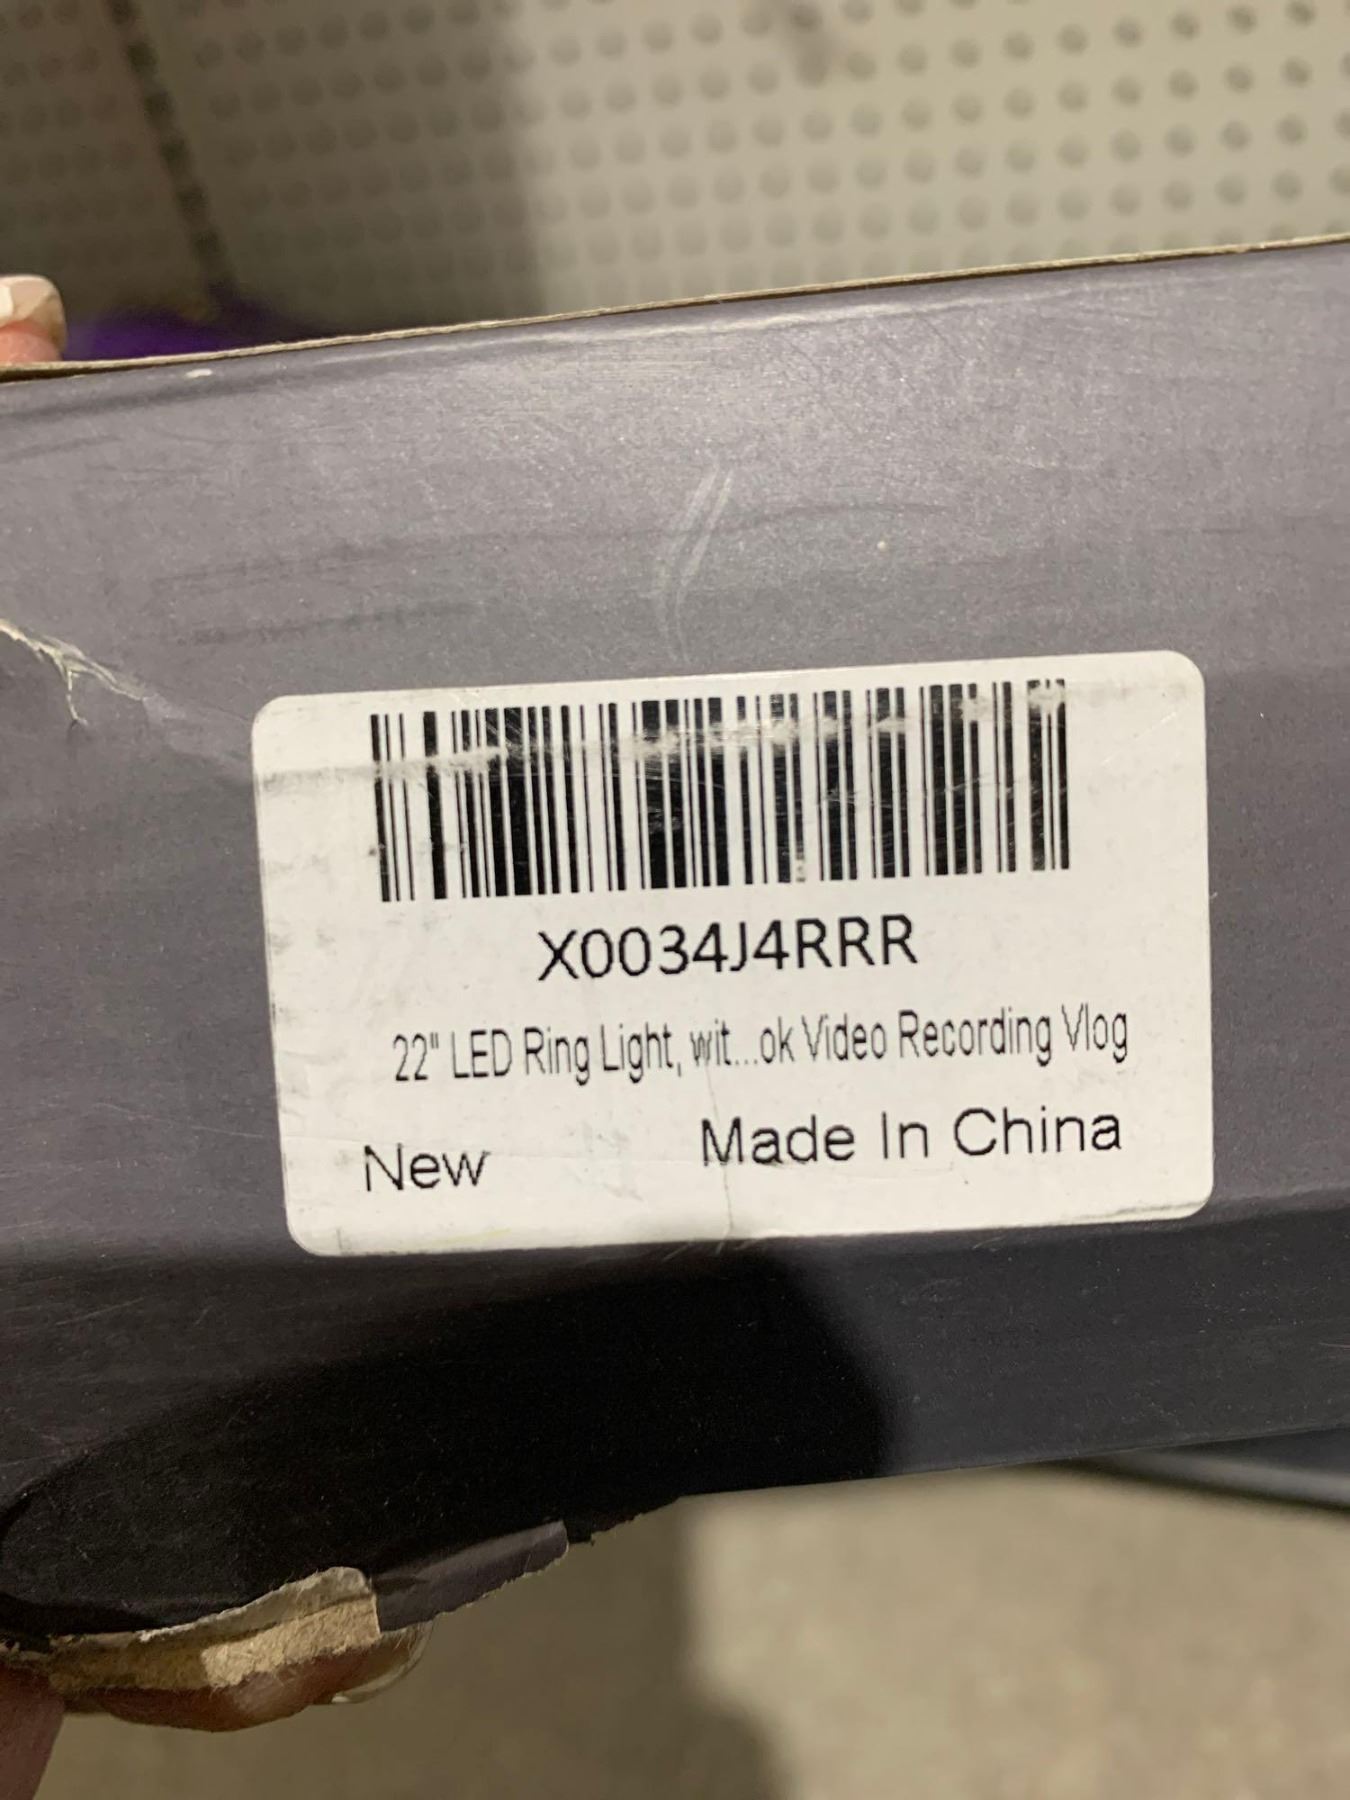 X0034J4RRR
22" LED Ring Light, wit...ok Video Recording Vlog
New Made In China